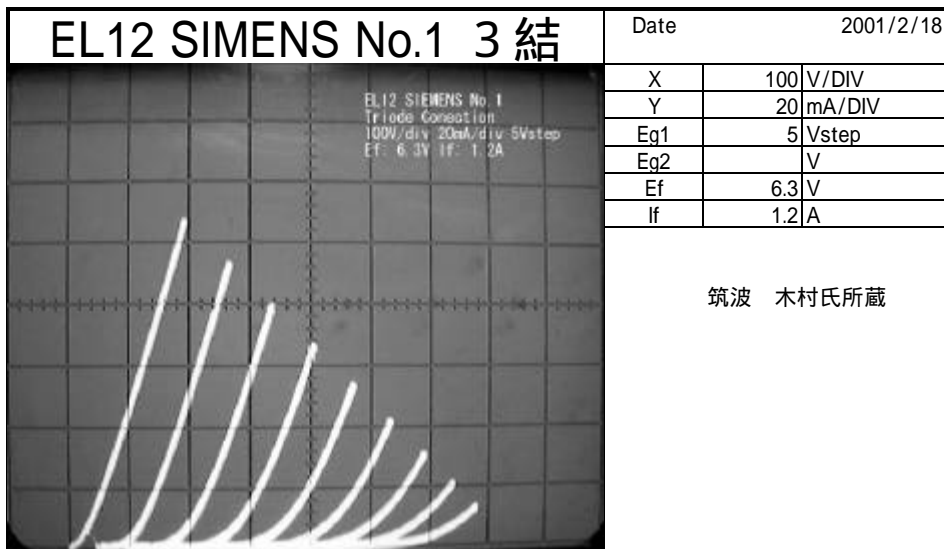 EL12 SIMENS No.1 3結
Date 2001/2/18
EL12 SIEMENS No.1
Triode Conection
100V/div 20mA/div 5Vstep
Ef: 6.3V If: 1.2A
X 100 V/DIV
Y 20 mA/DIV
Eg1 5 Vstep
Eg2 V
Ef 6.3 V
If 1.2 A
筑波 木村氏所蔵